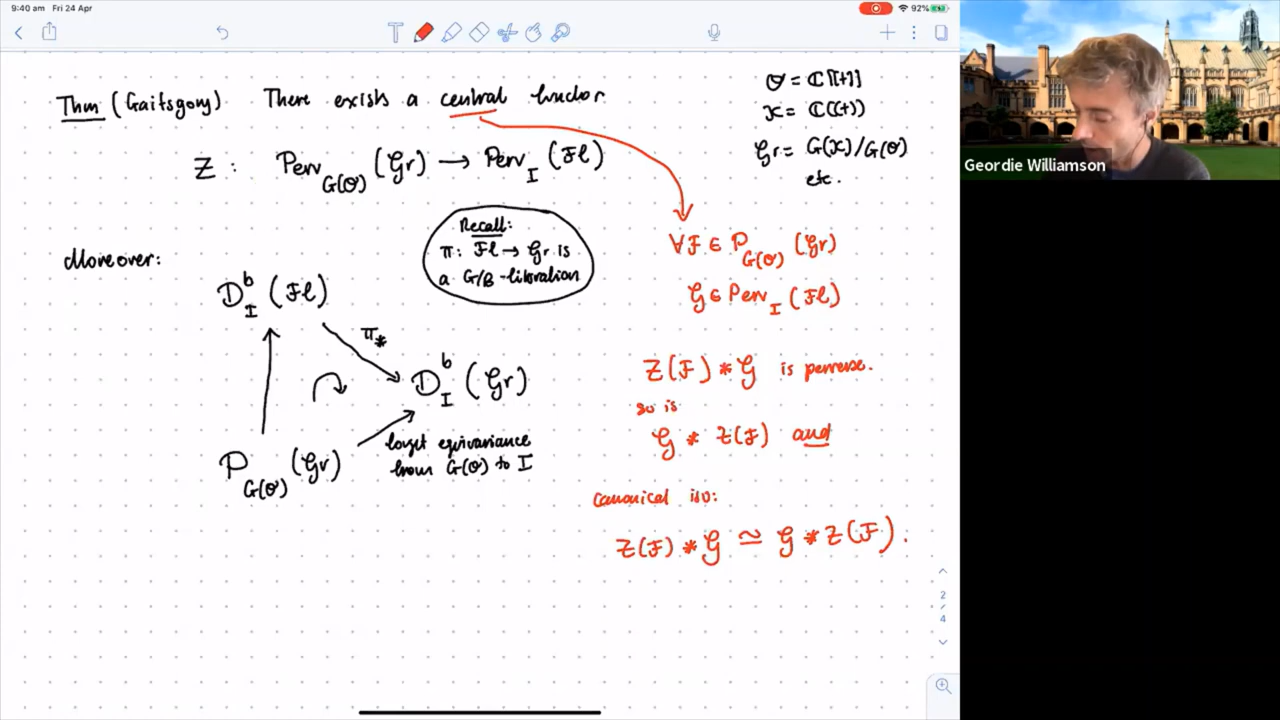 9:40 am Fri 24 Apr
92%
Thm (Gaitsgory) There exists a central functor
Z : Perv_{G(O)} (Gr) → Perv_I (Fl)
O = C[[t]]
K = C((t))
Gr = G(K)/G(O)
etc.
Recall:
π: Fl → Gr is
a G/B-fibration
Moreover:
D^b_I (Fl)
π_*
D^b_I (Gr)
P_{G(O)} (Gr)
forget equivariance
from G(O) to I
∀F ∈ P_{G(O)} (Gr)
G ∈ Perv_I (Fl)
Z(F) * G is perverse.
so is
G * Z(F) and
canonical iso:
Z(F) * G ≃ G * Z(F).
2
/
4
Geordie Williamson